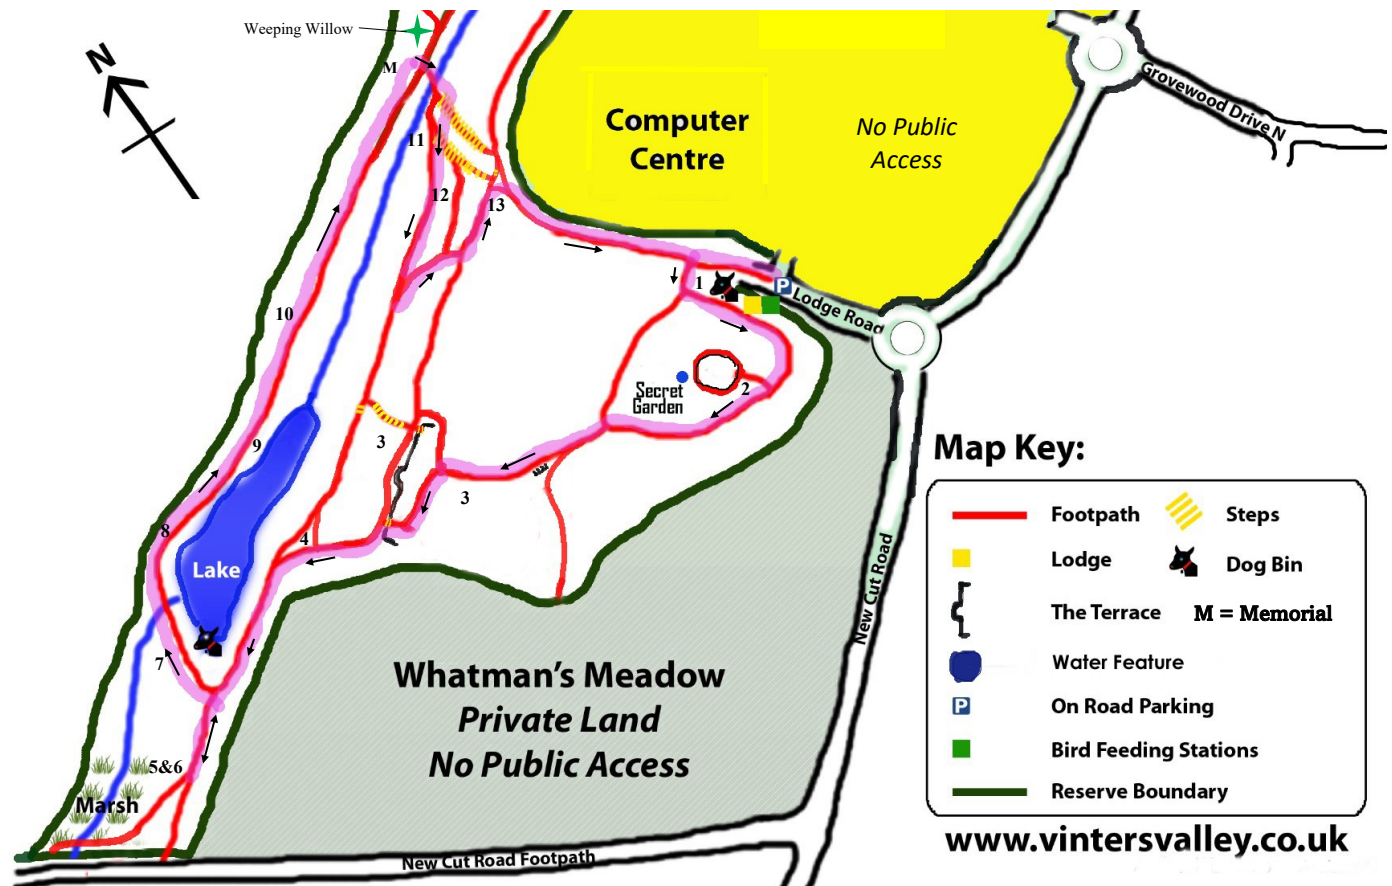 Weeping Willow
N
M
Computer
Centre
No Public
Access
Grovewood Drive N
11
12
13
1
P
Lodge Road
10
2
Secret
Garden
9
3
3
8
4
Lake
7
5&6
Marsh
Whatman's Meadow
Private Land
No Public Access
New Cut Road
New Cut Road Footpath
Map Key:
Footpath
Steps
Lodge
Dog Bin
The Terrace
M = Memorial
Water Feature
P
On Road Parking
Bird Feeding Stations
Reserve Boundary
www.vintersvalley.co.uk